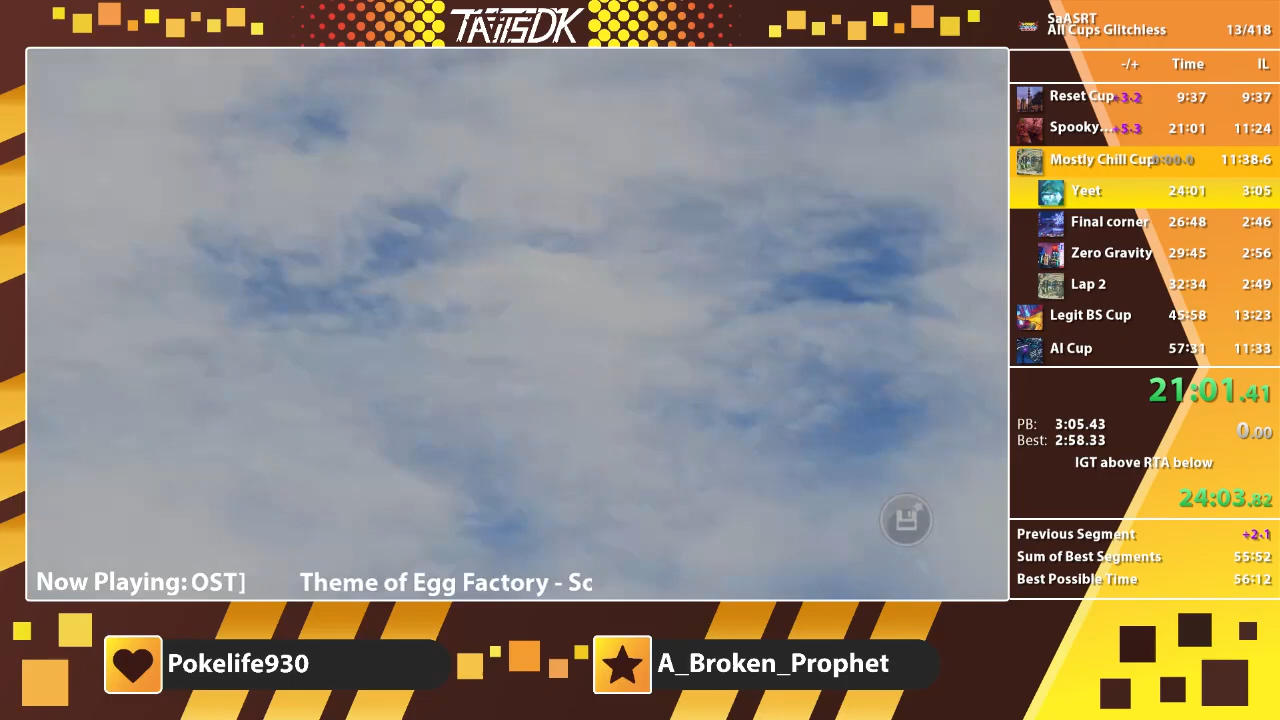 TAITSDK
SaASRT
All Cups Glitchless 13/418
-/+ Time IL
Reset Cup +3.2 9:37 9:37
Spooky... +5.3 21:01 11:24
Mostly Chill Cup 0:00.0 11:38.6
Yeet 24:01 3:05
Final corner 26:48 2:46
Zero Gravity 29:45 2:56
Lap 2 32:34 2:49
Legit BS Cup 45:58 13:23
AI Cup 57:31 11:33
21:01.41
PB: 3:05.43
0.00
Best: 2:58.33
IGT above RTA below
24:03.82
Previous Segment +2.1
Sum of Best Segments 55:52
Best Possible Time 56:12
Now Playing: OST] Theme of Egg Factory - Sc
Pokelife930
A_Broken_Prophet